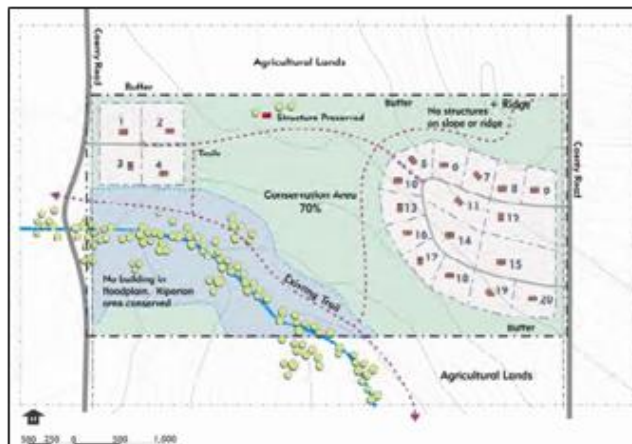 County Road
Agricultural Lands
Buffer
Buffer
Ridge
No structures
on slope or ridge
Structure Preserved
1
2
3
4
Trails
Conservation Area
70%
5
6
7
8
9
10
11
12
13
14
15
16
17
18
19
20
County Road
No building in
floodplain. Riparian
area conserved
Existing Trail
Buffer
Agricultural Lands
500 250 0 500 1,000